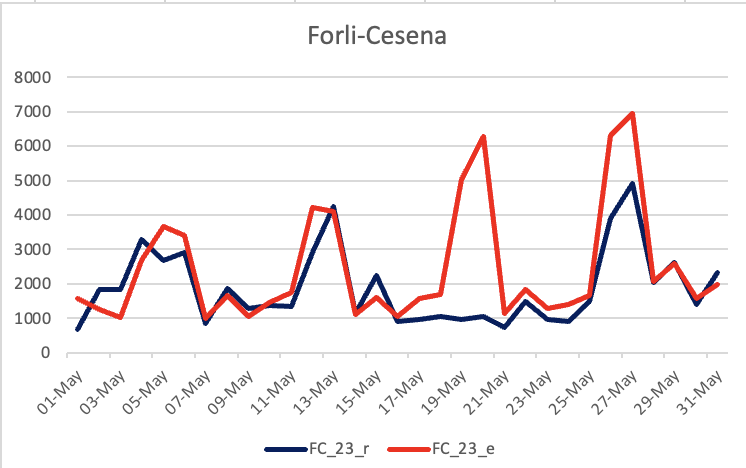 Forli-Cesena
8000
7000
6000
5000
4000
3000
2000
1000
0
01-May
03-May
05-May
07-May
09-May
11-May
13-May
15-May
17-May
19-May
21-May
23-May
25-May
27-May
29-May
31-May
FC_23_r FC_23_e